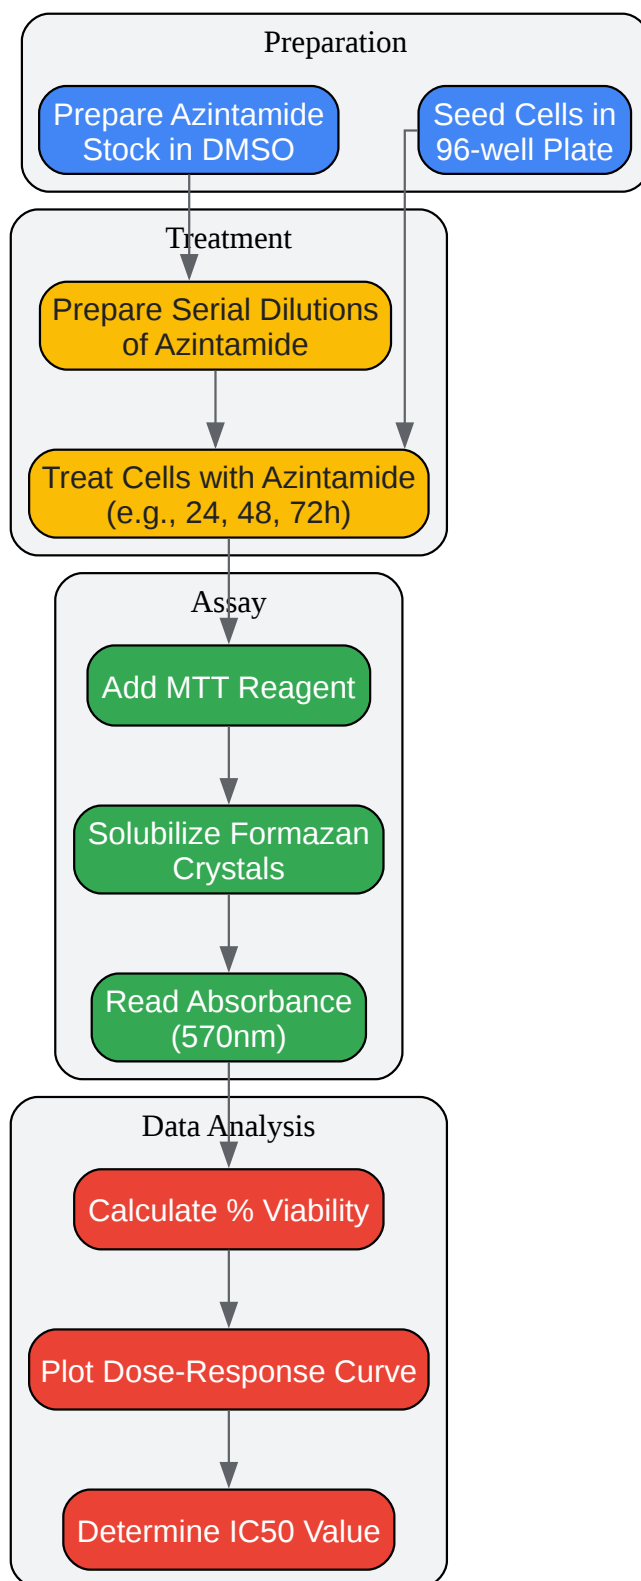 Preparation
Prepare Azintamide
Stock in DMSO
Seed Cells in
96-well Plate
Treatment
Prepare Serial Dilutions
of Azintamide
Treat Cells with Azintamide
(e.g., 24, 48, 72h)
Assay
Add MTT Reagent
Solubilize Formazan
Crystals
Read Absorbance
(570nm)
Data Analysis
Calculate % Viability
Plot Dose-Response Curve
Determine IC50 Value